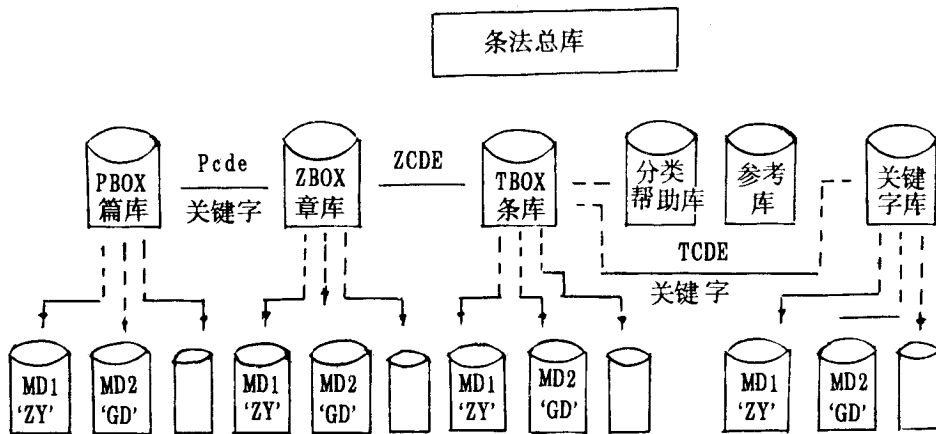 条法总库
PBOX
篇库
Pcde
关键字
ZBOX
章库
ZCDE
TBOX
条库
分类
帮助库
参考
库
关键
字库
TCDE
关键字
MD1
‘ZY’
MD2
‘GD’
MD1
‘ZY’
MD2
‘GD’
MD1
‘ZY’
MD2
‘GD’
MD1
‘ZY’
MD2
‘GD’